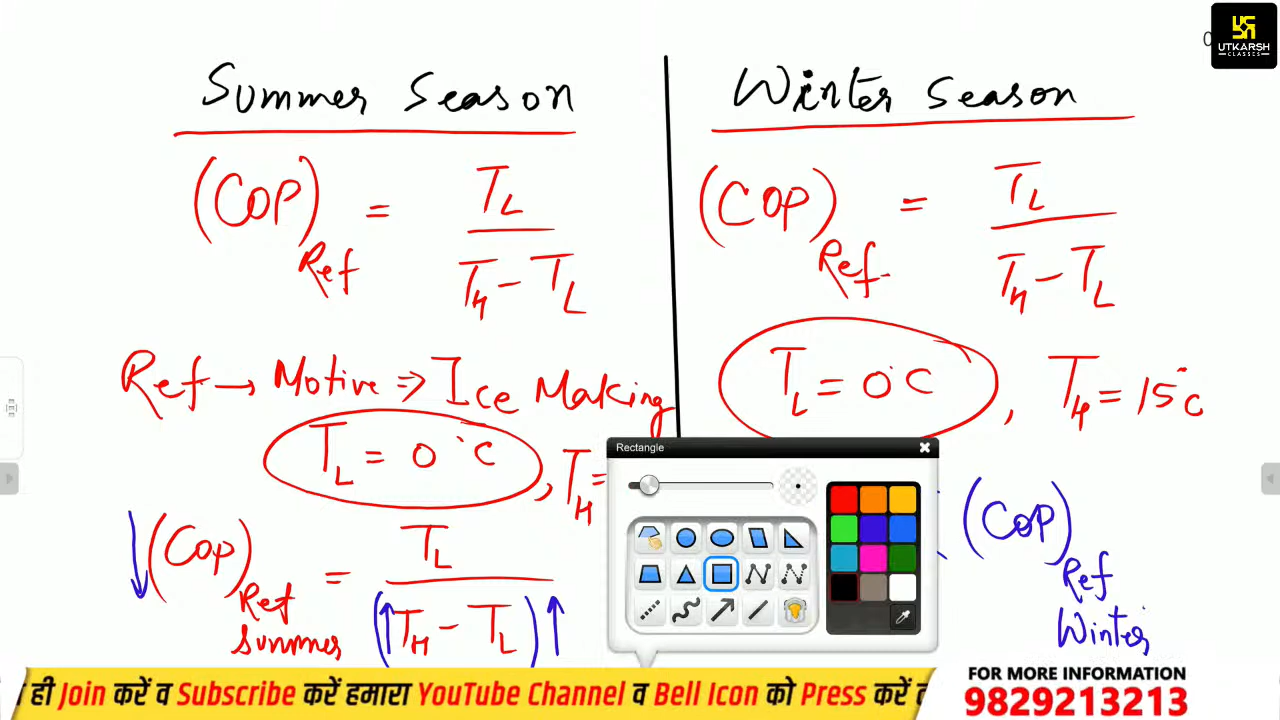 UTKARSH
CLASSES
Summer Season
(COP)Ref = TL / TH - TL
Ref → Motive ⇒ Ice Making
TL = 0°C, TH =
↓(COP)Ref summer = TL / (↑TH - TL)↑
Winter Season
(COP)Ref = TL / TH - TL
TL = 0°C, TH = 15°C
(COP)Ref Winter
Rectangle
ही Join करें व Subscribe करें हमारा YouTube Channel व Bell Icon को Press करें
FOR MORE INFORMATION
9829213213